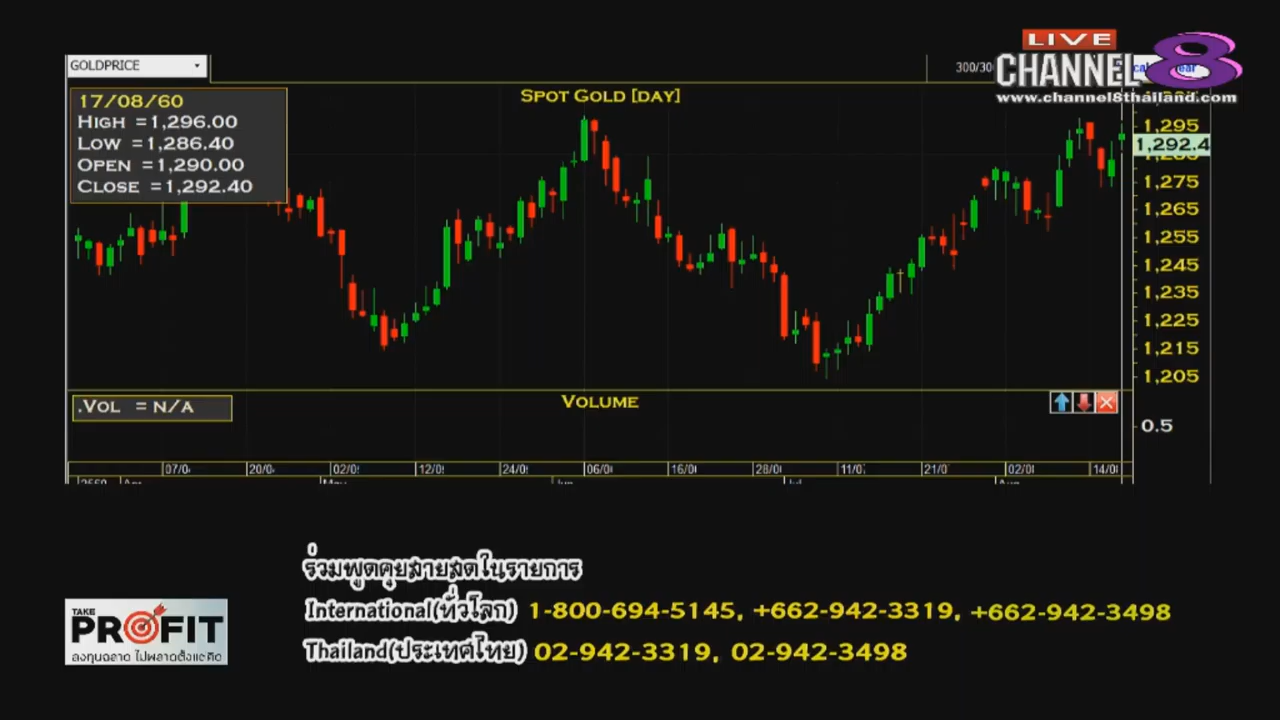 LIVE
CHANNEL 8
www.channel8thailand.com
GOLDPRICE
300/30
SPOT GOLD [DAY]
17/08/60
HIGH =1,296.00
LOW =1,286.40
OPEN =1,290.00
CLOSE =1,292.40
1,295
1,292.4
1,275
1,265
1,255
1,245
1,235
1,225
1,215
1,205
.VOL = N/A
VOLUME
0.5
07/0 20/0 02/0 12/0 24/0 06/0 16/0 28/0 11/0 21/0 02/0 14/0
2560 Apr May Jun Jul Aug
ร่วมพูดคุยสายสดในรายการ
International(ทั่วโลก) 1-800-694-5145, +662-942-3319, +662-942-3498
Thailand(ประเทศไทย) 02-942-3319, 02-942-3498
TAKE
PROFIT
ลงทุนฉลาด ไม่พลาดตั้งแต่คิด